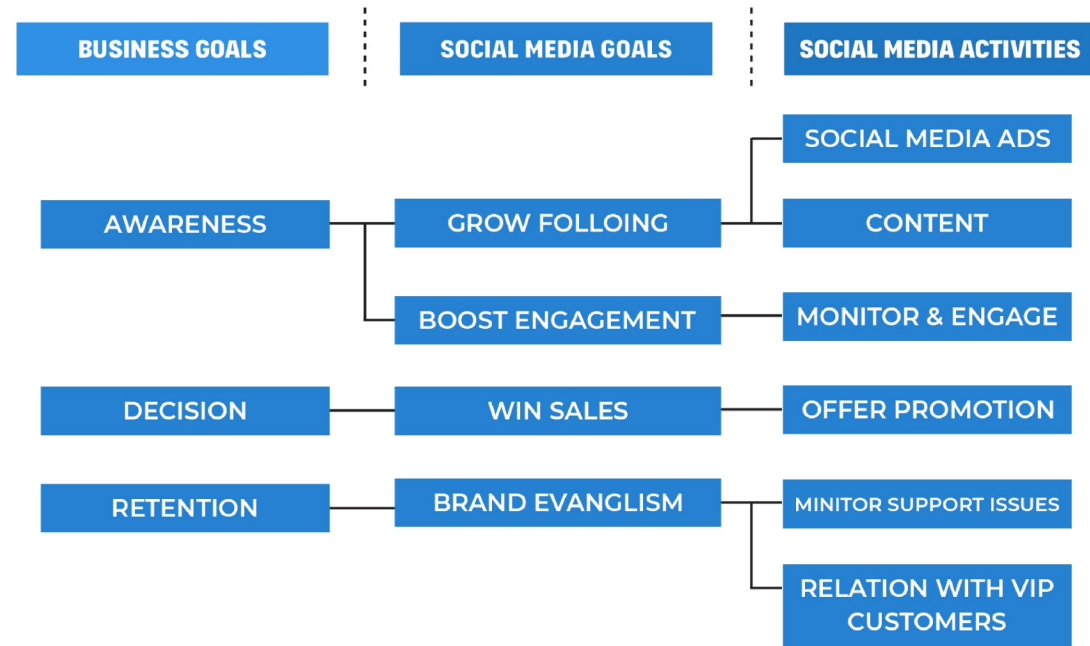 BUSINESS GOALS
SOCIAL MEDIA GOALS
SOCIAL MEDIA ACTIVITIES
SOCIAL MEDIA ADS
AWARENESS
GROW FOLLOING
CONTENT
BOOST ENGAGEMENT
MONITOR & ENGAGE
DECISION
WIN SALES
OFFER PROMOTION
RETENTION
BRAND EVANGLISM
MINITOR SUPPORT ISSUES
RELATION WITH VIP
CUSTOMERS